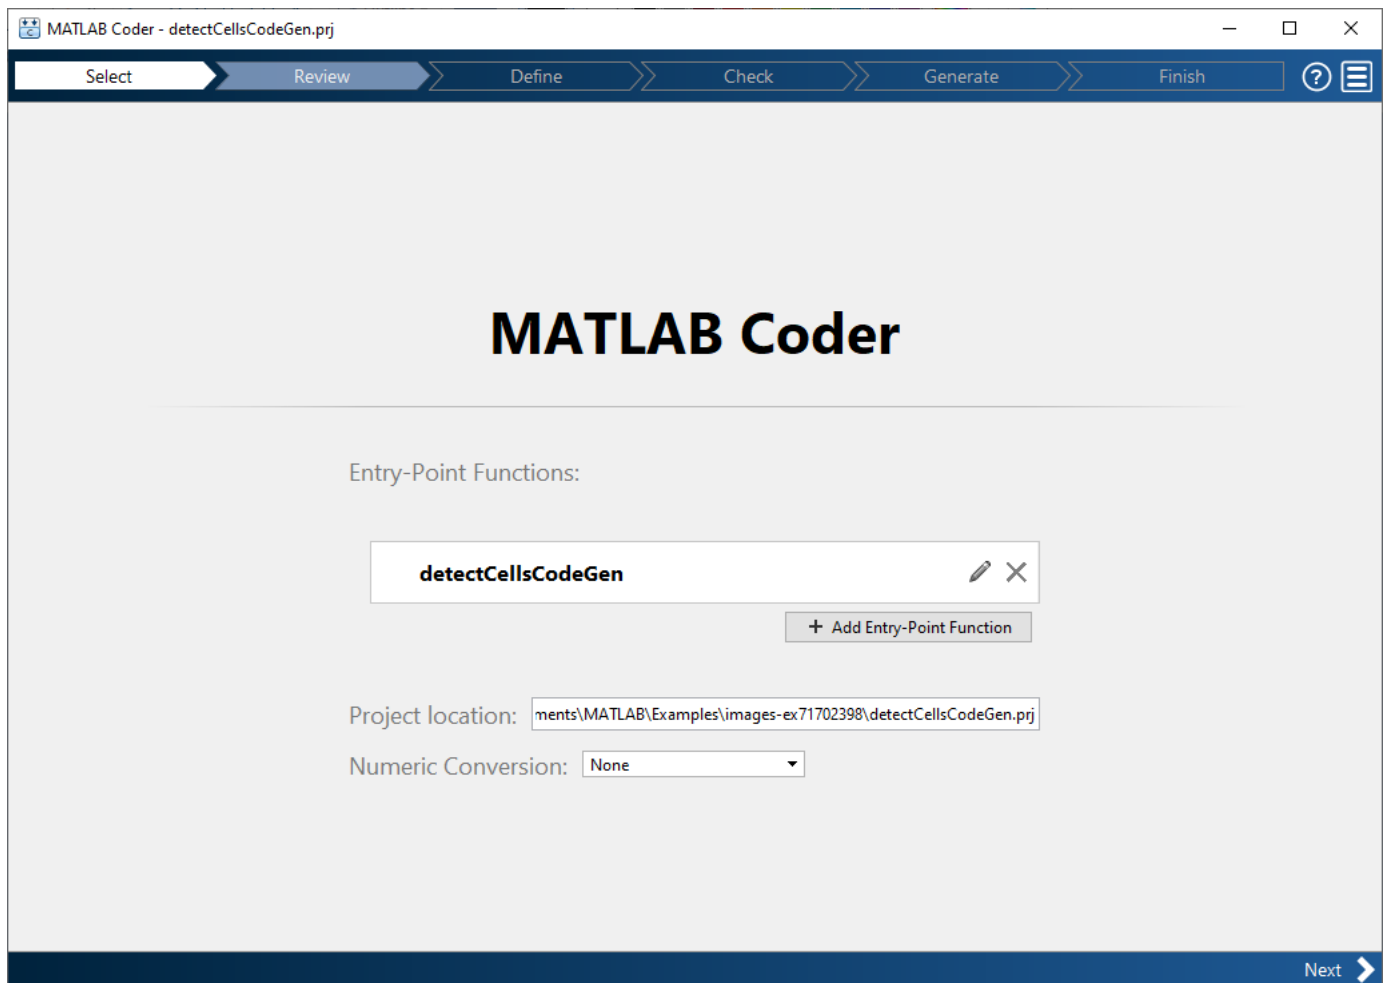 MATLAB Coder - detectCellsCodeGen.prj
Select Review Define Check Generate Finish ?
MATLAB Coder
Entry-Point Functions:
detectCellsCodeGen
+ Add Entry-Point Function
Project location: ments\MATLAB\Examples\images-ex71702398\detectCellsCodeGen.prj
Numeric Conversion: None
Next